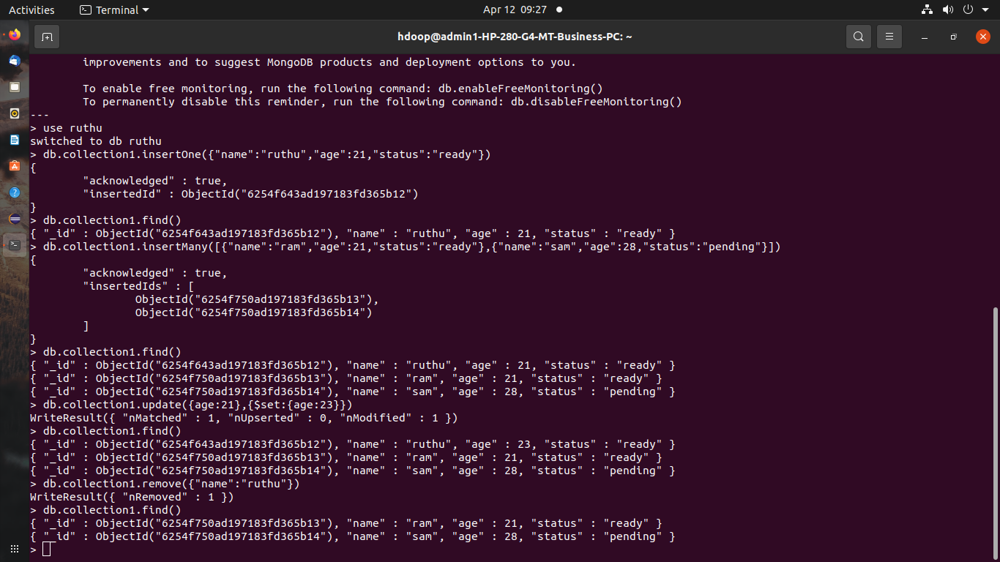 Activities
Terminal
Apr 12 09:27
hdoop@admin1-HP-280-G4-MT-Business-PC: ~
        improvements and to suggest MongoDB products and deployment options to you.

        To enable free monitoring, run the following command: db.enableFreeMonitoring()
        To permanently disable this reminder, run the following command: db.disableFreeMonitoring()
---
> use ruthu
switched to db ruthu
> db.collection1.insertOne({"name":"ruthu","age":21,"status":"ready"})
{
        "acknowledged" : true,
        "insertedId" : ObjectId("6254f643ad197183fd365b12")
}
> db.collection1.find()
{ "_id" : ObjectId("6254f643ad197183fd365b12"), "name" : "ruthu", "age" : 21, "status" : "ready" }
> db.collection1.insertMany([{"name":"ram","age":21,"status":"ready"},{"name":"sam","age":28,"status":"pending"}])
{
        "acknowledged" : true,
        "insertedIds" : [
                ObjectId("6254f750ad197183fd365b13"),
                ObjectId("6254f750ad197183fd365b14")
        ]
}
> db.collection1.find()
{ "_id" : ObjectId("6254f643ad197183fd365b12"), "name" : "ruthu", "age" : 21, "status" : "ready" }
{ "_id" : ObjectId("6254f750ad197183fd365b13"), "name" : "ram", "age" : 21, "status" : "ready" }
{ "_id" : ObjectId("6254f750ad197183fd365b14"), "name" : "sam", "age" : 28, "status" : "pending" }
> db.collection1.update({age:21},{$set:{age:23}})
WriteResult({ "nMatched" : 1, "nUpserted" : 0, "nModified" : 1 })
> db.collection1.find()
{ "_id" : ObjectId("6254f643ad197183fd365b12"), "name" : "ruthu", "age" : 23, "status" : "ready" }
{ "_id" : ObjectId("6254f750ad197183fd365b13"), "name" : "ram", "age" : 21, "status" : "ready" }
{ "_id" : ObjectId("6254f750ad197183fd365b14"), "name" : "sam", "age" : 28, "status" : "pending" }
> db.collection1.remove({"name":"ruthu"})
WriteResult({ "nRemoved" : 1 })
> db.collection1.find()
{ "_id" : ObjectId("6254f750ad197183fd365b13"), "name" : "ram", "age" : 21, "status" : "ready" }
{ "_id" : ObjectId("6254f750ad197183fd365b14"), "name" : "sam", "age" : 28, "status" : "pending" }
>